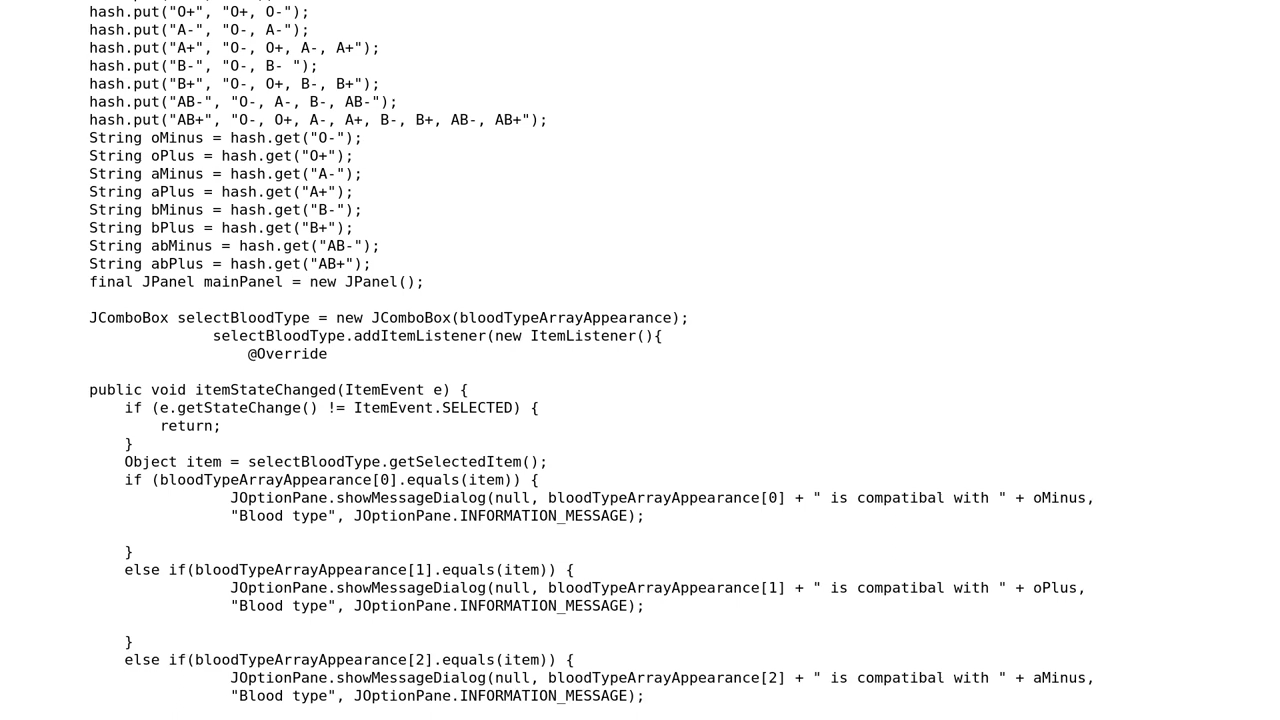 hash.put("O+", "O+, O-");
hash.put("A-", "O-, A-");
hash.put("A+", "O-, O+, A-, A+");
hash.put("B-", "O-, B- ");
hash.put("B+", "O-, O+, B-, B+");
hash.put("AB-", "O-, A-, B-, AB-");
hash.put("AB+", "O-, O+, A-, A+, B-, B+, AB-, AB+");
String oMinus = hash.get("O-");
String oPlus = hash.get("O+");
String aMinus = hash.get("A-");
String aPlus = hash.get("A+");
String bMinus = hash.get("B-");
String bPlus = hash.get("B+");
String abMinus = hash.get("AB-");
String abPlus = hash.get("AB+");
final JPanel mainPanel = new JPanel();

JComboBox selectBloodType = new JComboBox(bloodTypeArrayAppearance);
              selectBloodType.addItemListener(new ItemListener(){
                  @Override

public void itemStateChanged(ItemEvent e) {
    if (e.getStateChange() != ItemEvent.SELECTED) {
        return;
    }
    Object item = selectBloodType.getSelectedItem();
    if (bloodTypeArrayAppearance[0].equals(item)) {
                JOptionPane.showMessageDialog(null, bloodTypeArrayAppearance[0] + " is compatibal with " + oMinus,
                "Blood type", JOptionPane.INFORMATION_MESSAGE);

    }
    else if(bloodTypeArrayAppearance[1].equals(item)) {
                JOptionPane.showMessageDialog(null, bloodTypeArrayAppearance[1] + " is compatibal with " + oPlus,
                "Blood type", JOptionPane.INFORMATION_MESSAGE);

    }
    else if(bloodTypeArrayAppearance[2].equals(item)) {
                JOptionPane.showMessageDialog(null, bloodTypeArrayAppearance[2] + " is compatibal with " + aMinus,
                "Blood type", JOptionPane.INFORMATION_MESSAGE);